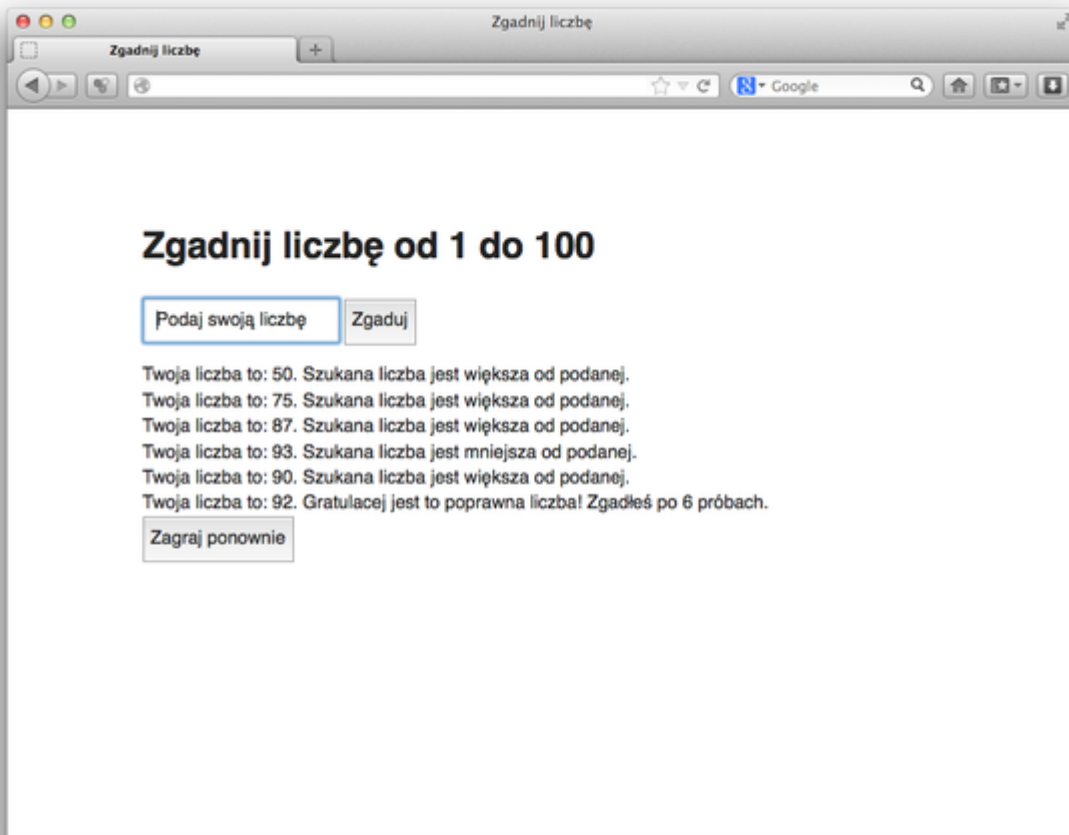 Zgadnij liczbę
Zgadnij liczbę
Google
Zgadnij liczbę od 1 do 100
Podaj swoją liczbę
Zgaduj
Twoja liczba to: 50. Szukana liczba jest większa od podanej.
Twoja liczba to: 75. Szukana liczba jest większa od podanej.
Twoja liczba to: 87. Szukana liczba jest większa od podanej.
Twoja liczba to: 93. Szukana liczba jest mniejsza od podanej.
Twoja liczba to: 90. Szukana liczba jest większa od podanej.
Twoja liczba to: 92. Gratulacej jest to poprawna liczba! Zgadłeś po 6 próbach.
Zagraj ponownie